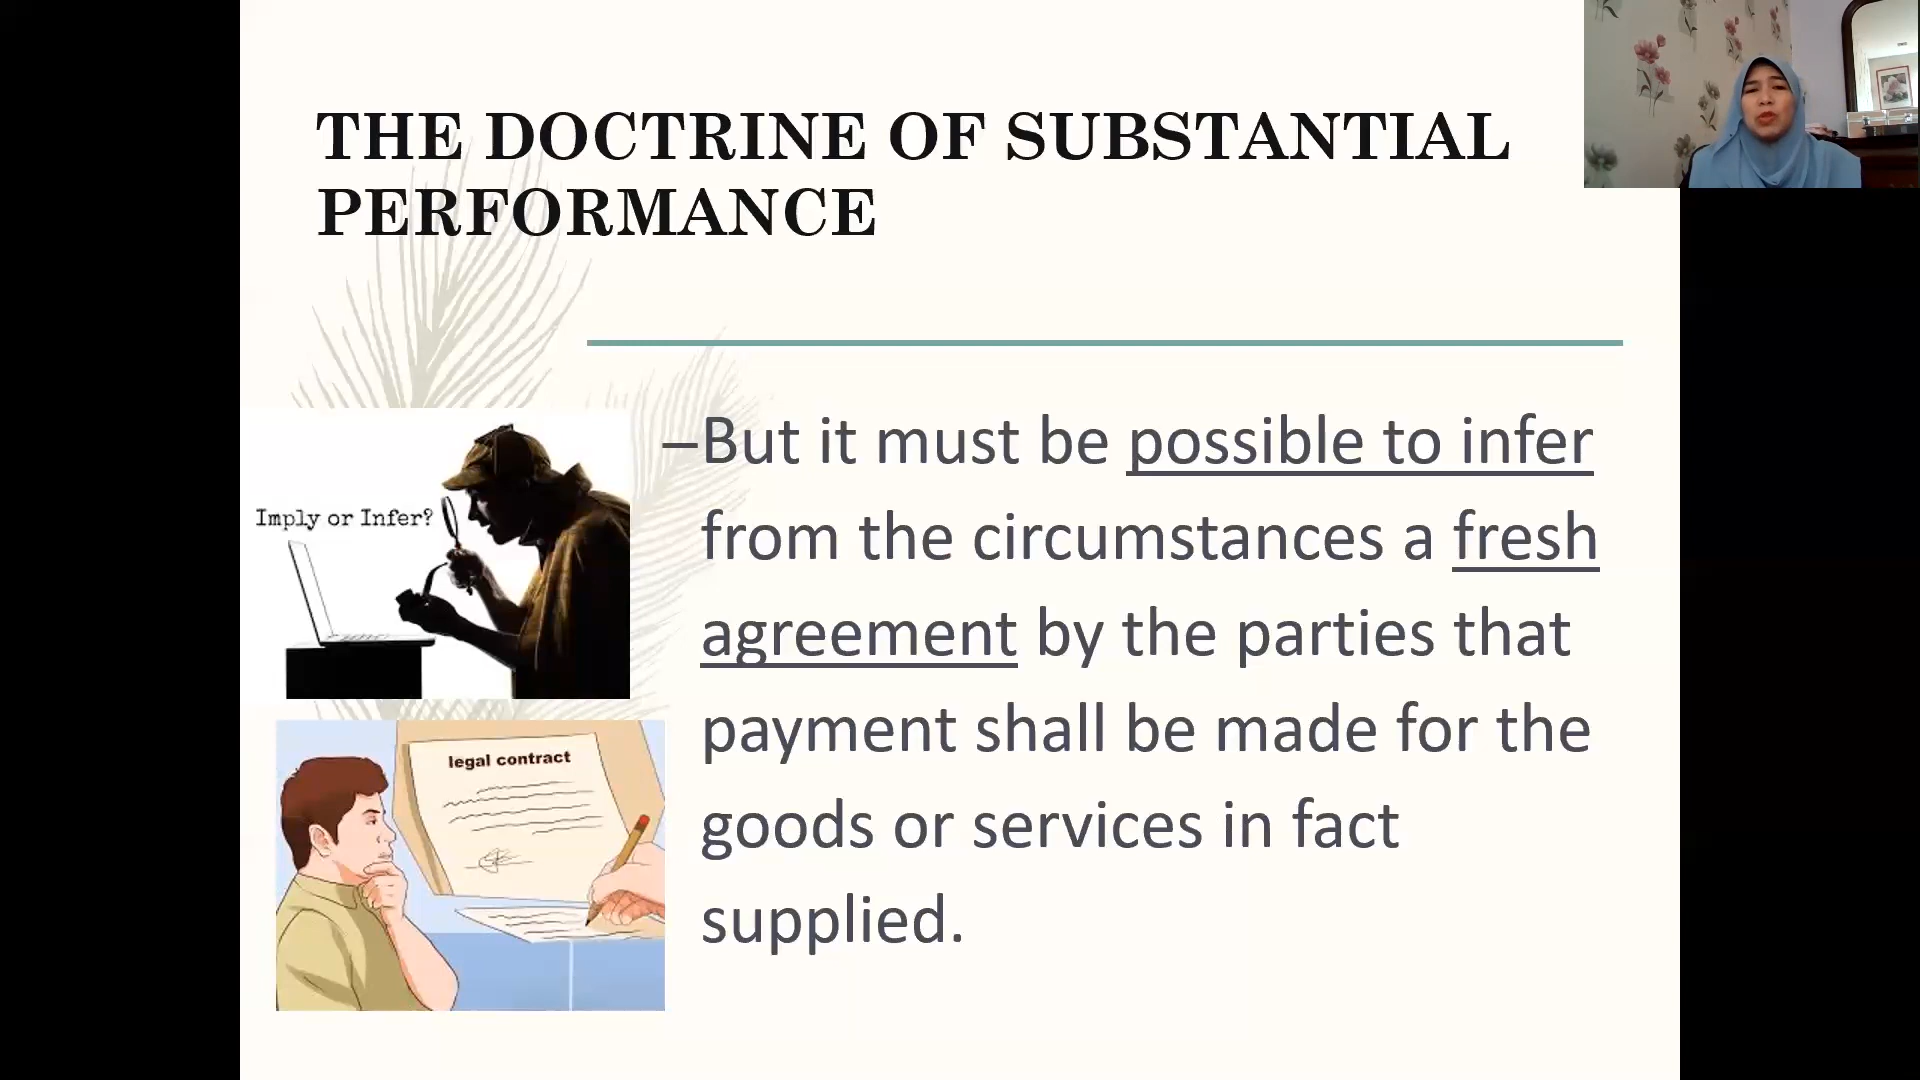 THE DOCTRINE OF SUBSTANTIAL
PERFORMANCE
Imply or Infer?
legal contract
–But it must be possible to infer
from the circumstances a fresh
agreement by the parties that
payment shall be made for the
goods or services in fact
supplied.